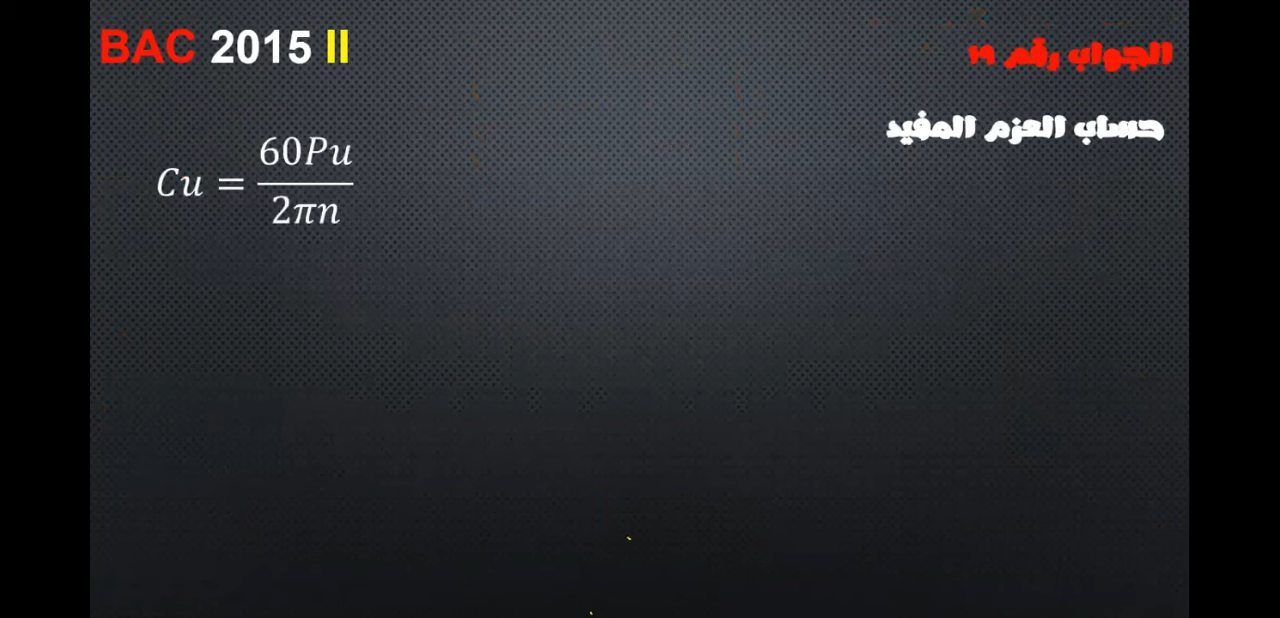 BAC 2015 II
الجواب رقم ١٩
حساب العزم المفيد
Cu = 60Pu / 2πn